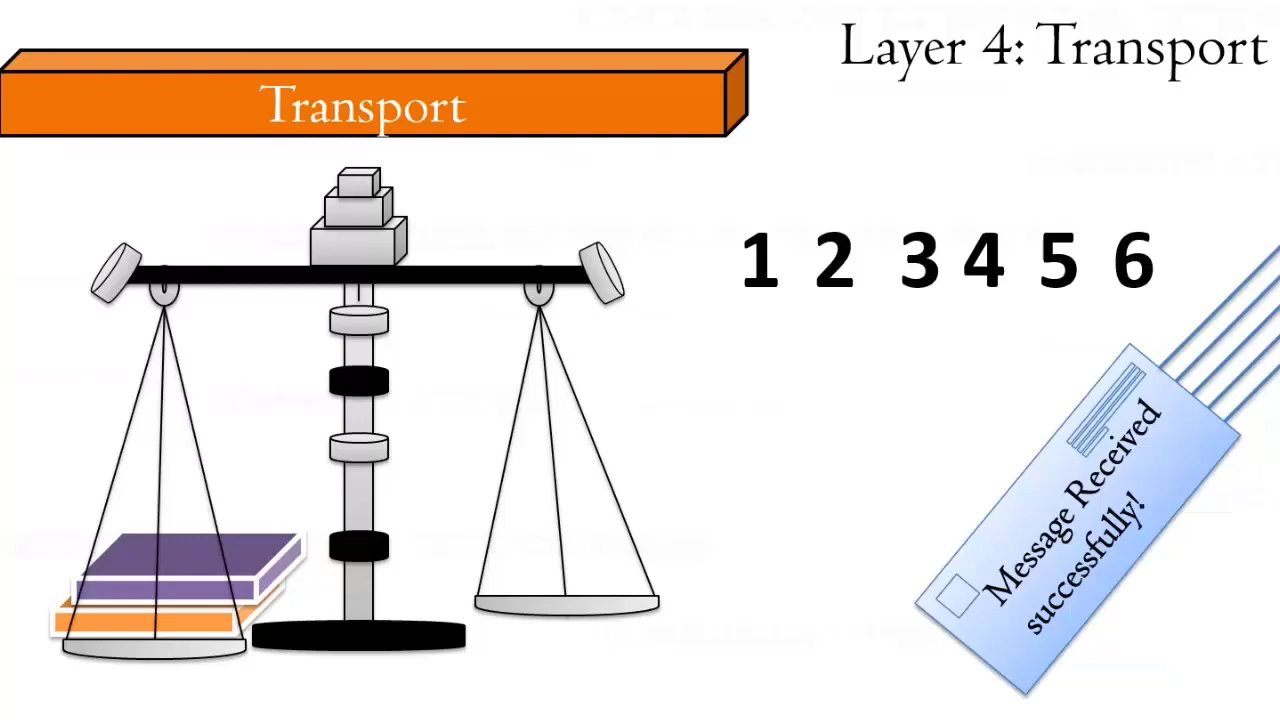 Layer 4: Transport
Transport
1 2 3 4 5 6
Message Received
successfully!